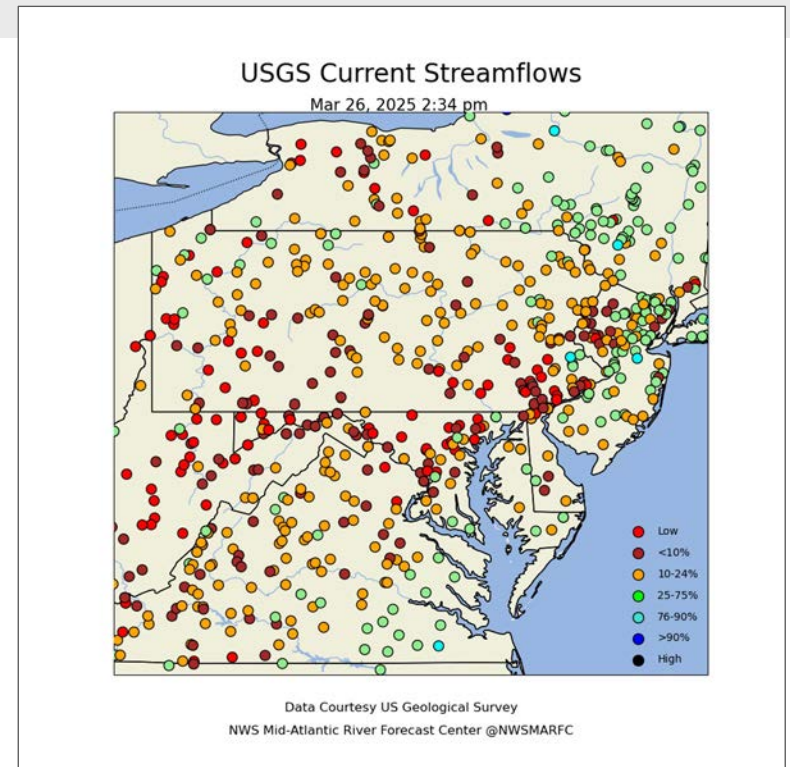 USGS Current Streamflows
Mar 26, 2025 2:34 pm
Low
<10%
10-24%
25-75%
76-90%
>90%
High
Data Courtesy US Geological Survey
NWS Mid-Atlantic River Forecast Center @NWSMARFC